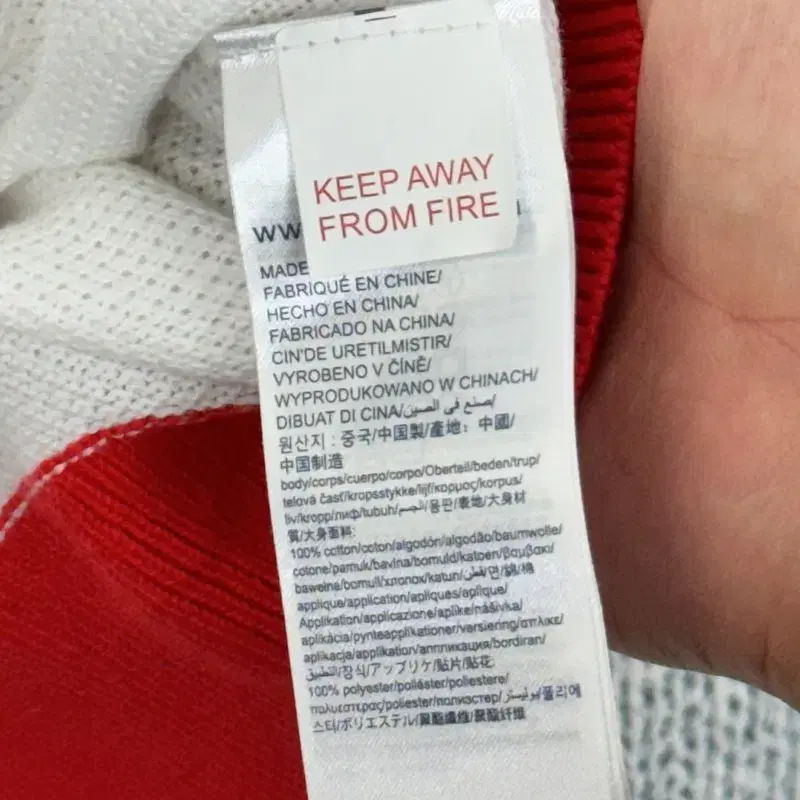 KEEP AWAY
FROM FIRE
WW
MADE
FABRIQUÉ EN CHINE/
HECHO EN CHINA/
FABRICADO NA CHINA/
CIN'DE URETILMISTIR/
VYROBENO V ČÍNĚ/
WYPRODUKOWANO W CHINACH/
DIBUAT DI CINA/صنع في الصين/
원산지 : 중국/中国製/產地：中國/
中国制造
body/corps/cuerpo/corpo/Oberteil/beden/trup/
telová časť/kropsstykke/lijf/κορμος/korpus/
liv/kropp/лиф/tubuh/الجسم/몸판/表地/大身材
質/大身面料:
100% cotton/coton/algodón/algodão/baumwolle/
cotone/pamuk/bavlna/bomuld/katoen/βαμβακι/
bawełna/bomull/хлопок/katun/قطن/면/綿/棉
applique/application/apliques/aplique/
Applikation/applicazione/aplike/nášivka/
aplikácia/pynteapplikationer/versiering/απλικε/
aplikacja/applikation/аппликация/bordiran/
التطبيق/장식/アップリケ/貼片/貼花
100% polyester/poliéster/poliestere/
πολυεστερας/poliester/полиэстер/بوليستر/폴리에
스터/ポリエステル/聚酯纖維/聚酯纤维